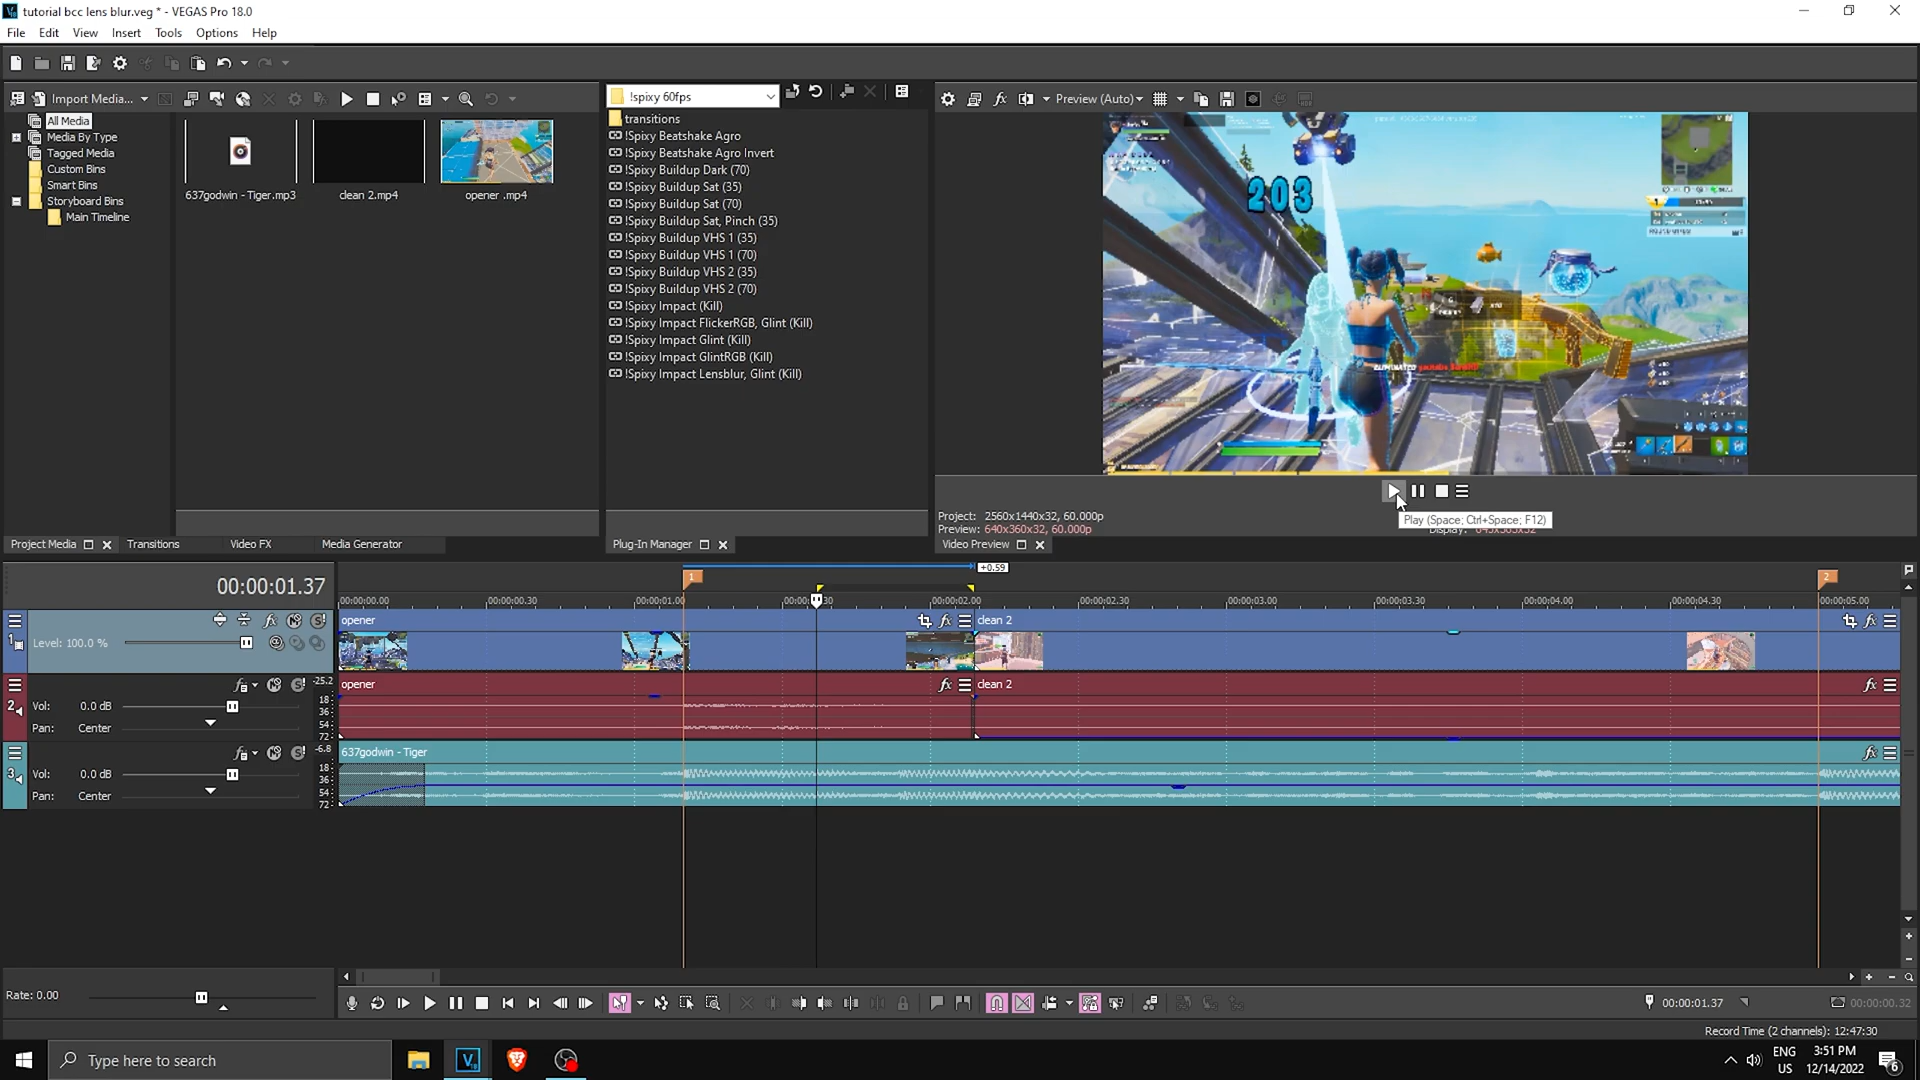 tutorial bcc lens blur.veg * - VEGAS Pro 18.0
File Edit View Insert Tools Options Help
Import Media...
All Media
Media By Type
Tagged Media
Custom Bins
Smart Bins
Storyboard Bins
Main Timeline
637godwin - Tiger.mp3
clean 2.mp4
opener .mp4
!spixy 60fps
transitions
!Spixy Beatshake Agro
!Spixy Beatshake Agro Invert
!Spixy Buildup Dark (70)
!Spixy Buildup Sat (35)
!Spixy Buildup Sat (70)
!Spixy Buildup Sat, Pinch (35)
!Spixy Buildup VHS 1 (35)
!Spixy Buildup VHS 1 (70)
!Spixy Buildup VHS 2 (35)
!Spixy Buildup VHS 2 (70)
!Spixy Impact (Kill)
!Spixy Impact FlickerRGB, Glint (Kill)
!Spixy Impact Glint (Kill)
!Spixy Impact GlintRGB (Kill)
!Spixy Impact Lensblur, Glint (Kill)
Preview (Auto)
203
Play (Space; Ctrl+Space; F12)
Project: 2560x1440x32, 60.000p
Preview: 640x360x32, 60.000p
Display:
Project Media Transitions Video FX Media Generator
Plug-In Manager
Video Preview
00:00:01.37
+0.59
1
2
00:00:00.00 00:00:00.30 00:00:01.00 00:00:02.00 00:00:02.30 00:00:03.00 00:00:03.30 00:00:04.00 00:00:04.30 00:00:05.00
1
Level: 100.0 %
opener
clean 2
2
-25.2
Vol: 0.0 dB
Pan: Center
18
36
54
72
opener
clean 2
3
-6.8
Vol: 0.0 dB
Pan: Center
18
36
54
72
637godwin - Tiger
Rate: 0.00
00:00:01.37
00:00:00.32
Record Time (2 channels): 12:47:30
Type here to search
ENG
US
3:51 PM
12/14/2022
6